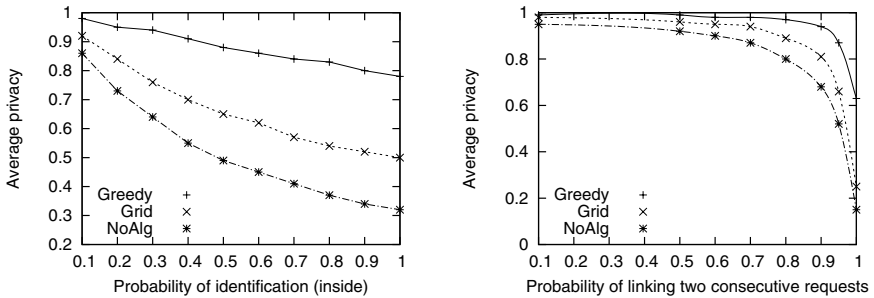 1
0.9
0.8
0.7
0.6
0.5
0.4
0.3
0.2
Average privacy
Greedy
Grid
NoAlg
0.1 0.2 0.3 0.4 0.5 0.6 0.7 0.8 0.9 1
Probability of identification (inside)
1
0.8
0.6
0.4
0.2
0
Average privacy
Greedy
Grid
NoAlg
0.1 0.2 0.3 0.4 0.5 0.6 0.7 0.8 0.9 1
Probability of linking two consecutive requests